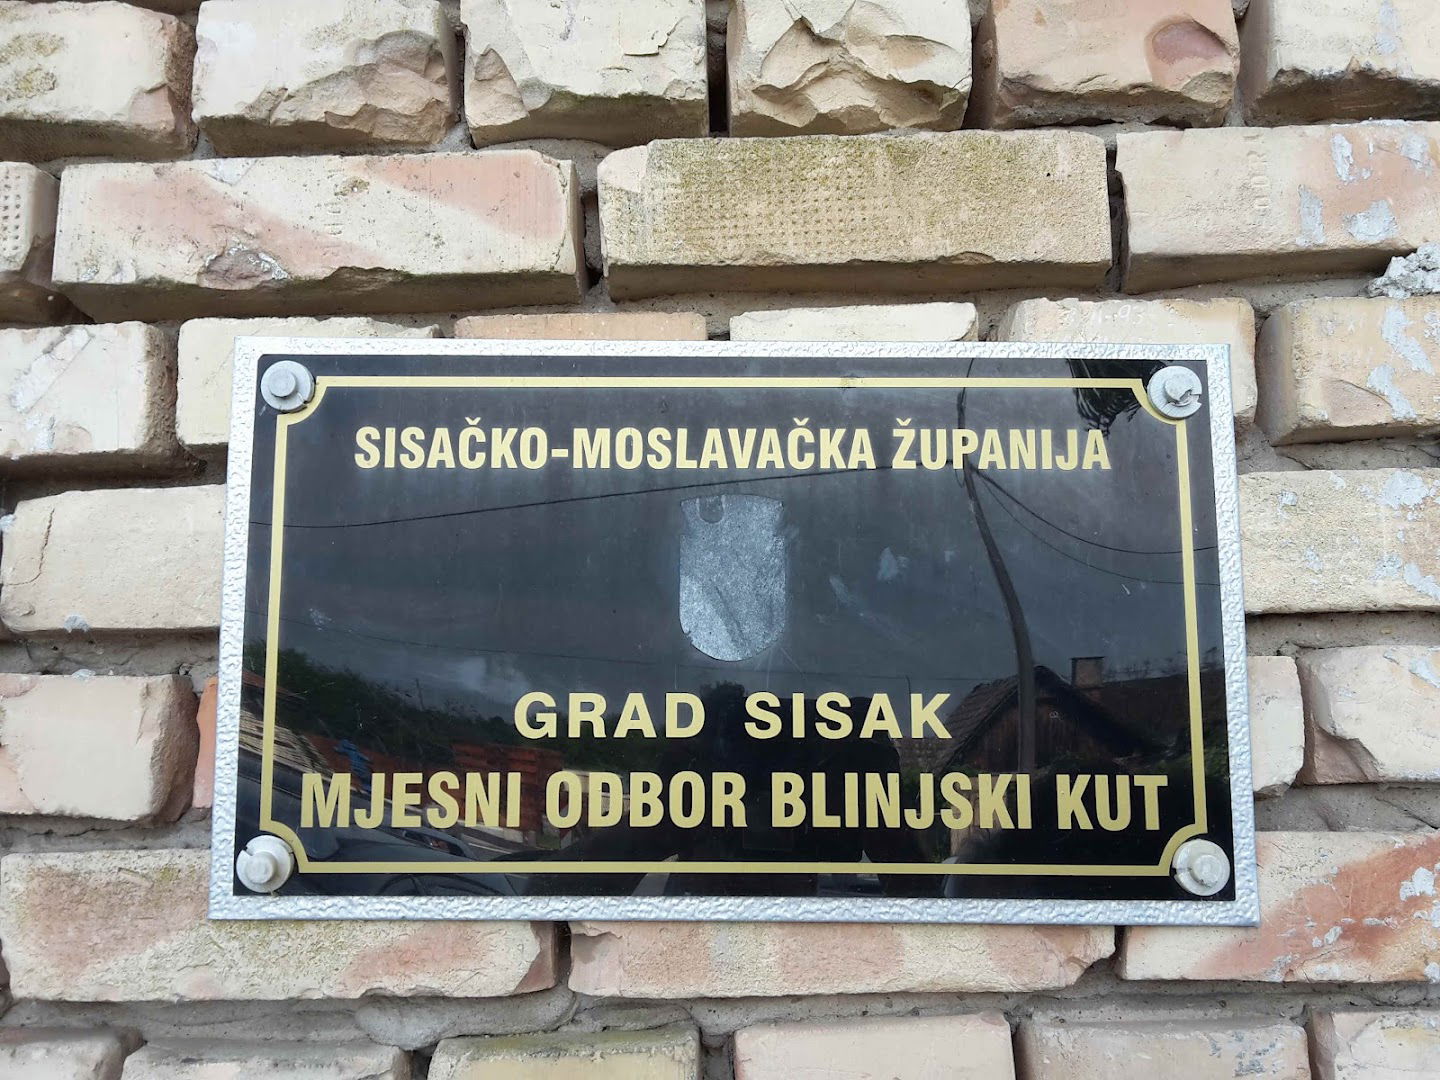 SISAČKO-MOSLAVAČKA ŽUPANIJA
GRAD SISAK
MJESNI ODBOR BLINJSKI KUT